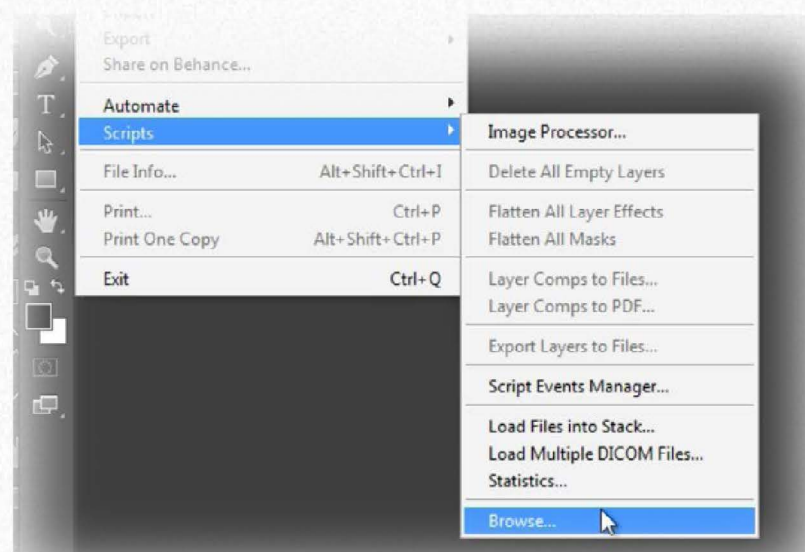 Export
Share on Behance...
Automate
Scripts
File Info... Alt+Shift+Ctrl+I
Print... Ctrl+P
Print One Copy Alt+Shift+Ctrl+P
Exit Ctrl+Q
Image Processor...
Delete All Empty Layers
Flatten All Layer Effects
Flatten All Masks
Layer Comps to Files...
Layer Comps to PDF...
Export Layers to Files...
Script Events Manager...
Load Files into Stack...
Load Multiple DICOM Files...
Statistics...
Browse...